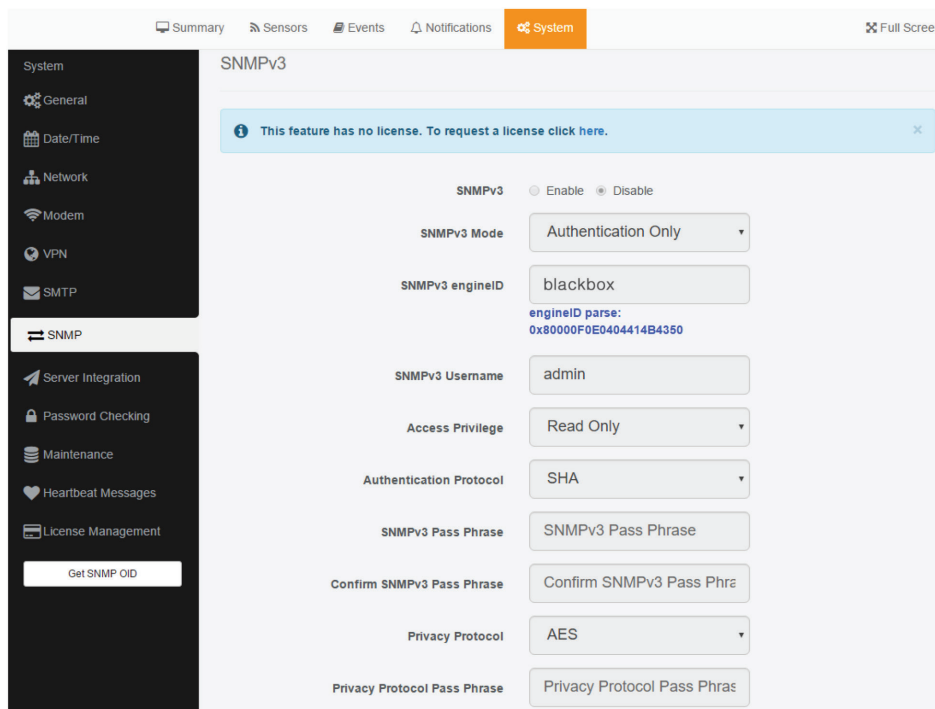 Summary Sensors Events Notifications System Full Scree
System
SNMPv3
General
This feature has no license. To request a license click here. ×
Date/Time
Network
SNMPv3 Enable Disable
Modem
SNMPv3 Mode Authentication Only
VPN
SNMPv3 engineID blackbox
SMTP
engineID parse:
0x80000F0E0404414B4350
SNMP
Server Integration
SNMPv3 Username admin
Password Checking
Access Privilege Read Only
Maintenance
Authentication Protocol SHA
Heartbeat Messages
License Management
SNMPv3 Pass Phrase SNMPv3 Pass Phrase
Get SNMP OID
Confirm SNMPv3 Pass Phrase Confirm SNMPv3 Pass Phra
Privacy Protocol AES
Privacy Protocol Pass Phrase Privacy Protocol Pass Phras